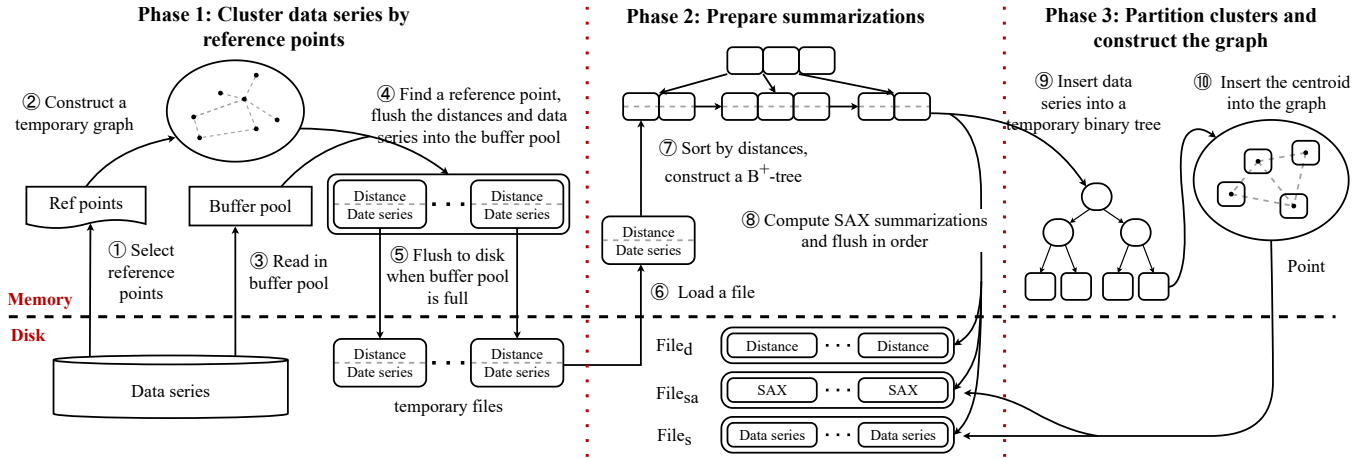 Phase 1: Cluster data series by
reference points
② Construct a
temporary graph
④ Find a reference point,
flush the distances and data
series into the buffer pool
Ref points
Buffer pool
Distance
Date series
· · ·
Distance
Date series
① Select
reference
points
③ Read in
buffer pool
⑤ Flush to disk
when buffer pool
is full
Memory
Disk
Data series
Distance
Date series
· · ·
Distance
Date series
temporary files
Phase 2: Prepare summarizations
⑦ Sort by distances,
construct a B+-tree
Distance
Date series
⑧ Compute SAX summarizations
and flush in order
⑥ Load a file
File_d
Distance
· · ·
Distance
File_sa
SAX
· · ·
SAX
File_s
Data series
· · ·
Data series
Phase 3: Partition clusters and
construct the graph
⑨ Insert data
series into a
temporary binary tree
⑩ Insert the centroid
into the graph
Point